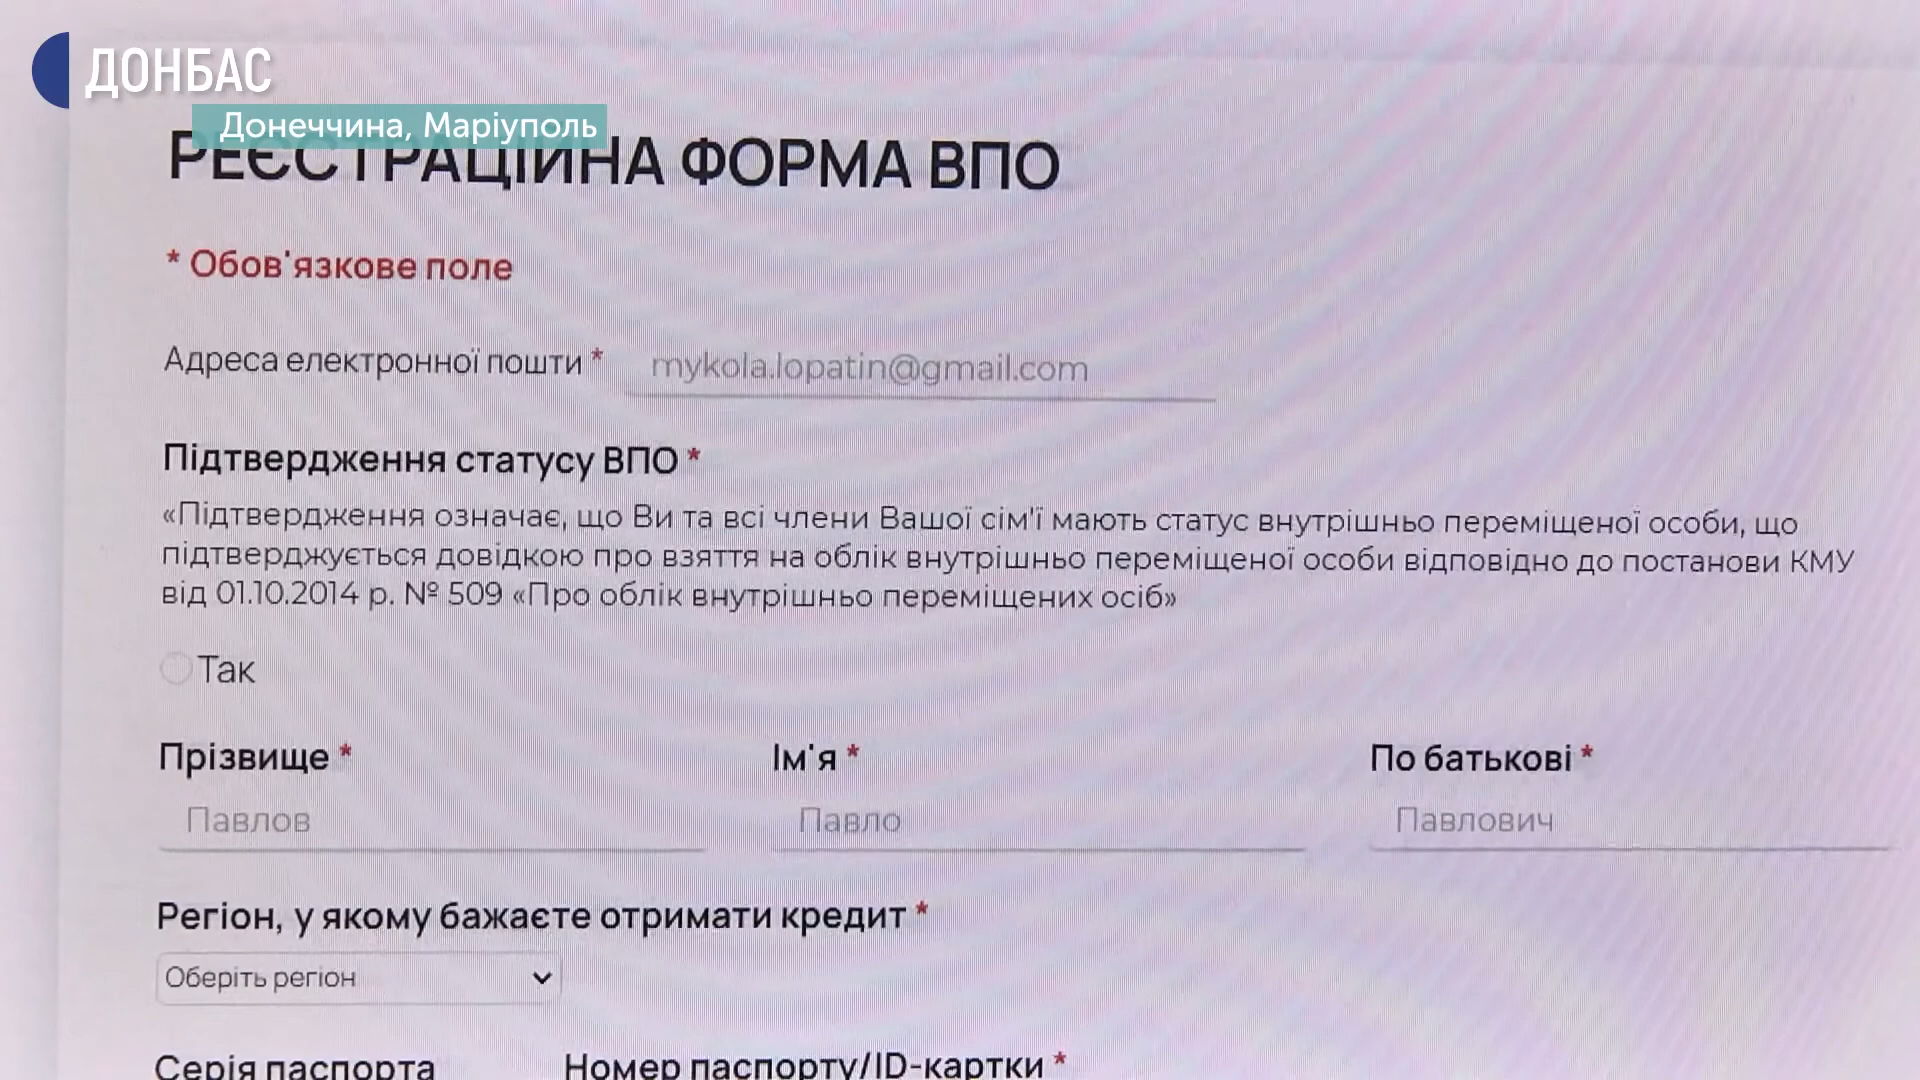 ДОНБАС
Донеччина, Маріуполь
РЕЄСТРАЦІЙНА ФОРМА ВПО
* Обов'язкове поле
Адреса електронної пошти * mykola.lopatin@gmail.com
Підтвердження статусу ВПО *
«Підтвердження означає, що Ви та всі члени Вашої сім'ї мають статус внутрішньо переміщеної особи, що
підтверджується довідкою про взяття на облік внутрішньо переміщеної особи відповідно до постанови КМУ
від 01.10.2014 р. № 509 «Про облік внутрішньо переміщених осіб»
Так
Прізвище * Ім'я * По батькові *
Павлов Павло Павлович
Регіон, у якому бажаєте отримати кредит *
Оберіть регіон
Серія паспорта Номер паспорту/ID-картки *